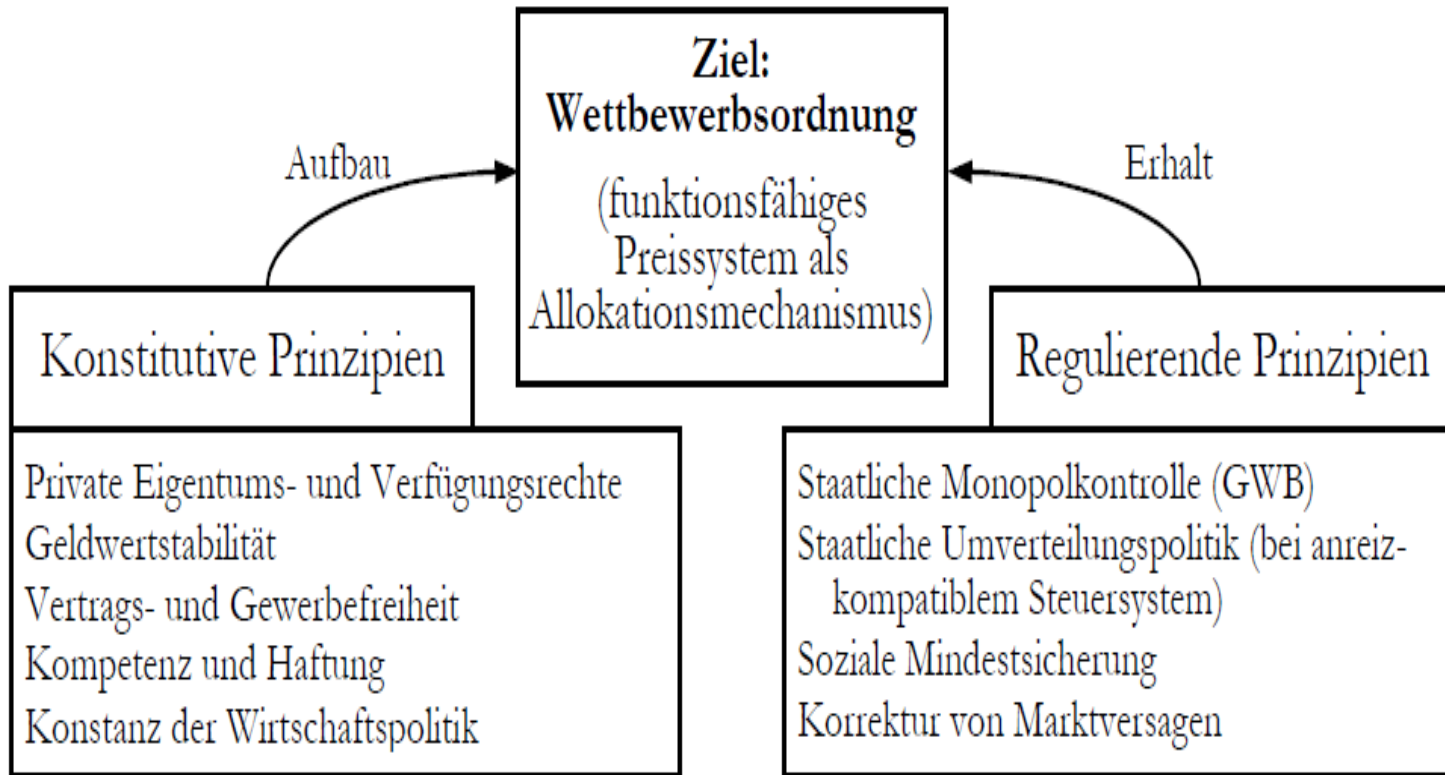 Ziel:
Wettbewerbsordnung
(funktionsfähiges
Preissystem als
Allokationsmechanismus)
Aufbau
Erhalt
Konstitutive Prinzipien
Private Eigentums- und Verfügungsrechte
Geldwertstabilität
Vertrags- und Gewerbefreiheit
Kompetenz und Haftung
Konstanz der Wirtschaftspolitik
Regulierende Prinzipien
Staatliche Monopolkontrolle (GWB)
Staatliche Umverteilungspolitik (bei anreiz-
kompatiblem Steuersystem)
Soziale Mindestsicherung
Korrektur von Marktversagen